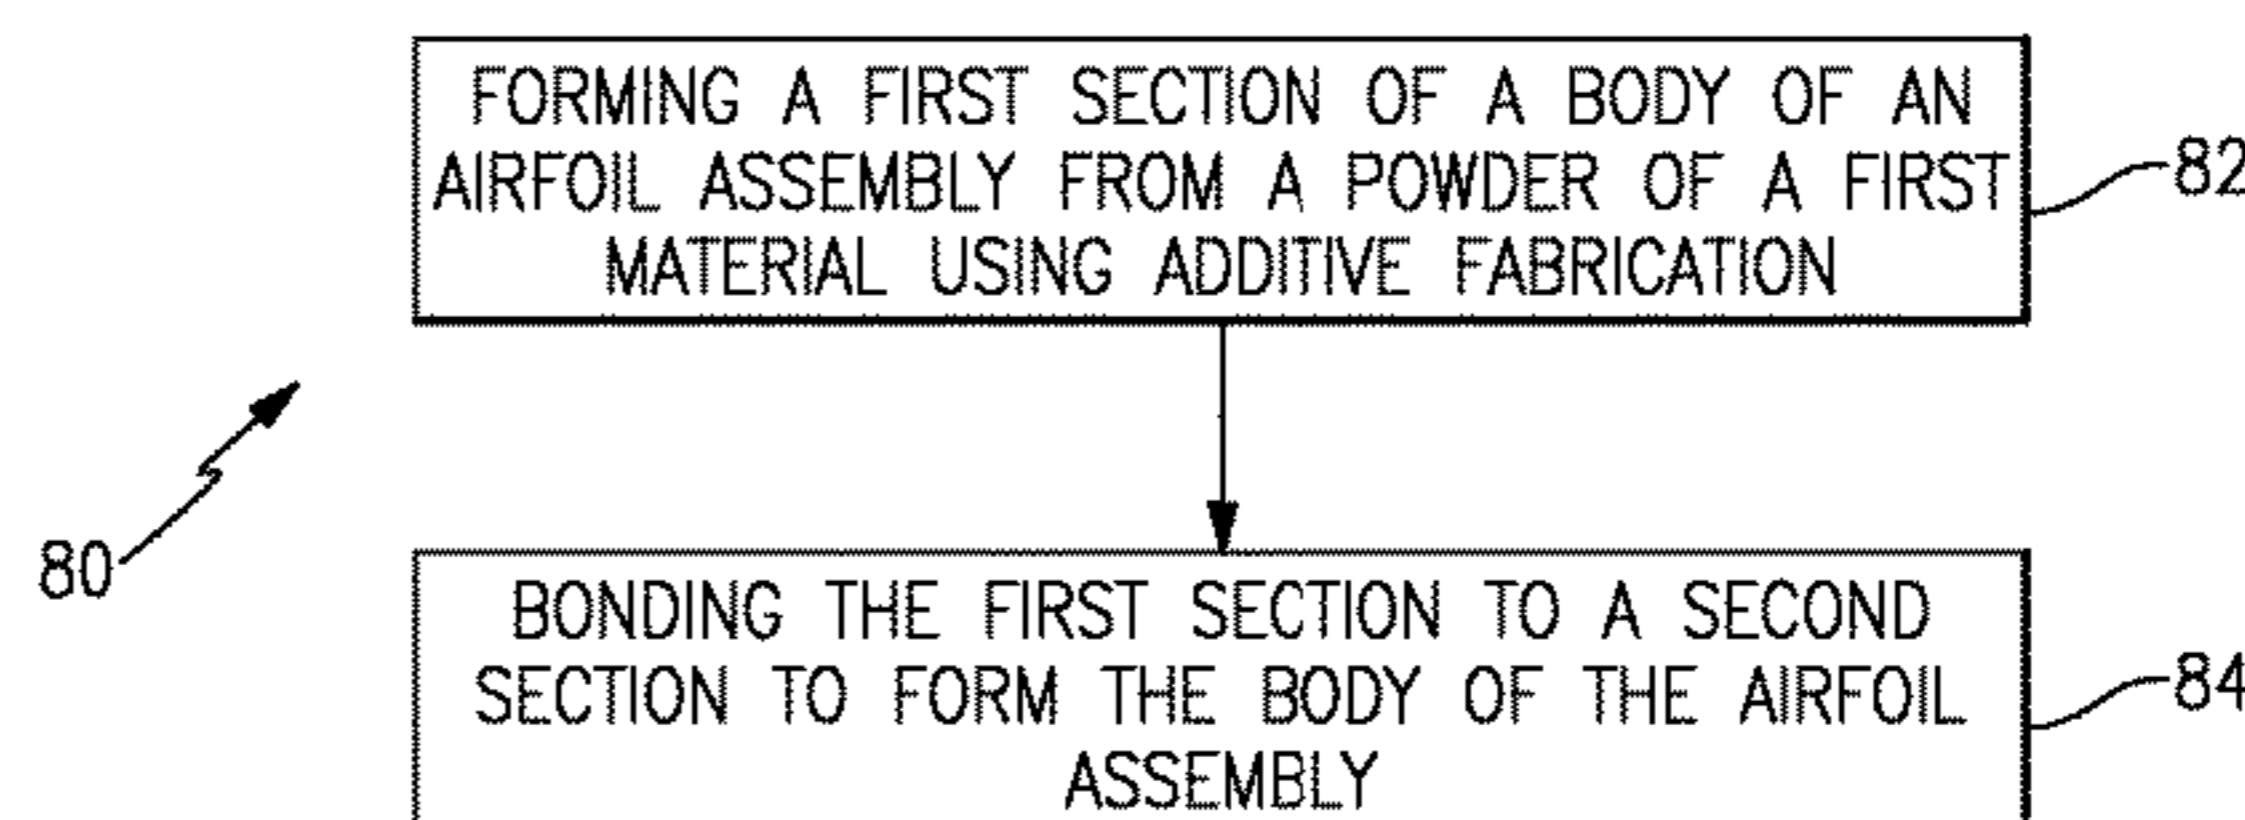 FORMING A FIRST SECTION OF A BODY OF AN
AIRFOIL ASSEMBLY FROM A POWDER OF A FIRST
MATERIAL USING ADDITIVE FABRICATION
82
80
BONDING THE FIRST SECTION TO A SECOND
SECTION TO FORM THE BODY OF THE AIRFOIL
ASSEMBLY
84